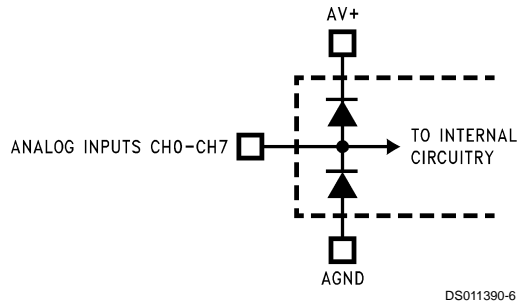 AV+
ANALOG INPUTS CH0-CH7
TO INTERNAL
CIRCUITRY
AGND
DS011390-6